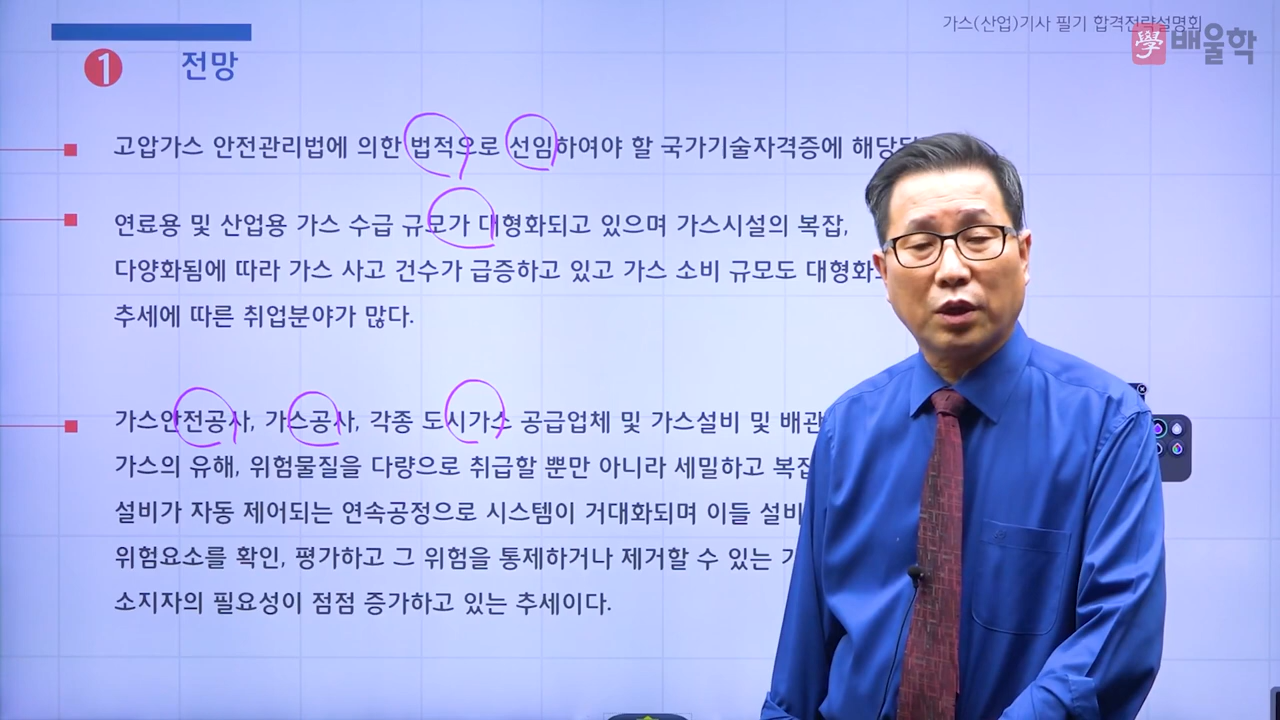 가스(산업)기사 필기 합격전략설명회
學 배울학
1 전망
고압가스 안전관리법에 의한 법적으로 선임하여야 할 국가기술자격증에
연료용 및 산업용 가스 수급 규모가 대형화되고 있으며 가스시설의 복잡,
다양화됨에 따라 가스 사고 건수가 급증하고 있고 가스 소비 규모도
추세에 따른 취업분야가 많다.
가스안전공사, 가스공사, 각종 도시가스 공급업체 및 가스설비 및
가스의 유해, 위험물질을 다량으로 취급할 뿐만 아니라 세밀하고
설비가 자동 제어되는 연속공정으로 시스템이 거대화되며 이들
위험요소를 확인, 평가하고 그 위험을 통제하거나 제거할 수 있는
소지자의 필요성이 점점 증가하고 있는 추세이다.